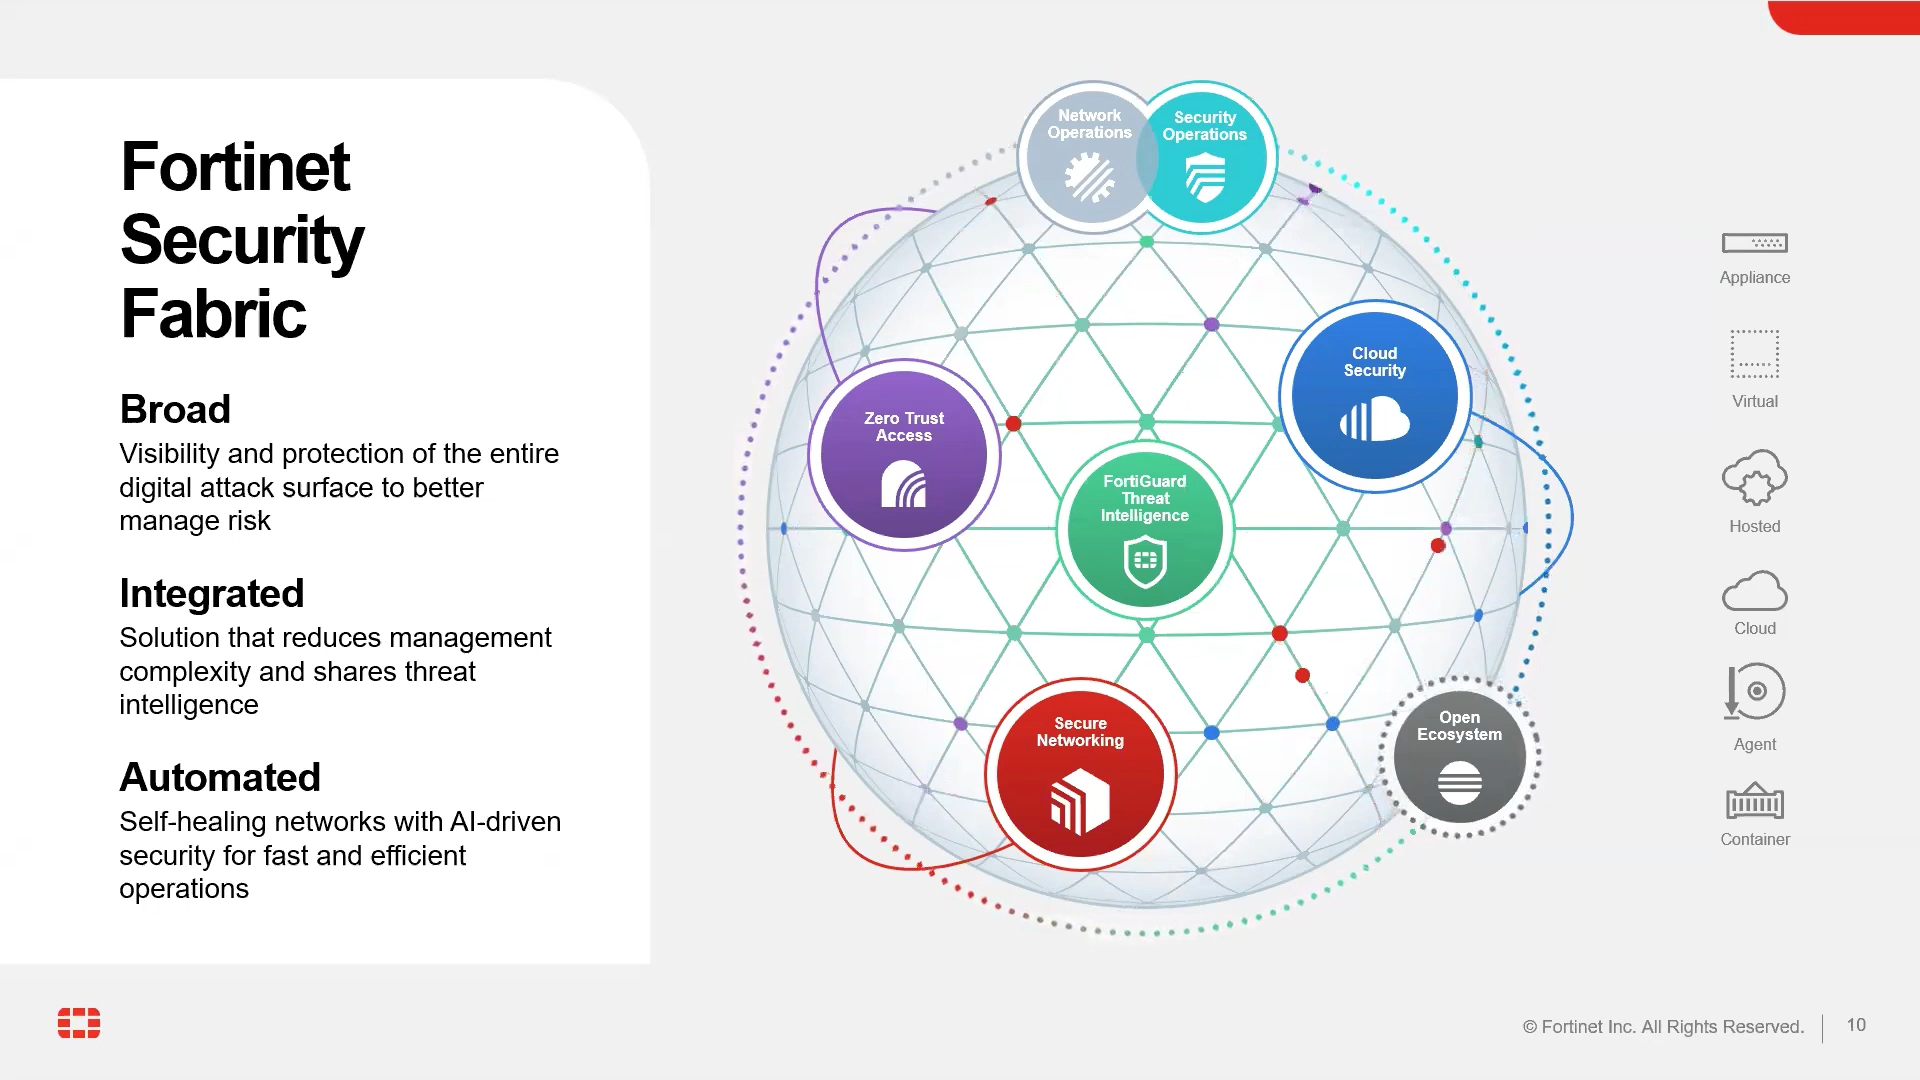 Fortinet
Security
Fabric
Broad
Visibility and protection of the entire
digital attack surface to better
manage risk
Integrated
Solution that reduces management
complexity and shares threat
intelligence
Automated
Self-healing networks with AI-driven
security for fast and efficient
operations
Network
Operations
Security
Operations
Cloud
Security
Zero Trust
Access
FortiGuard
Threat
Intelligence
Secure
Networking
Open
Ecosystem
Appliance
Virtual
Hosted
Cloud
Agent
Container
© Fortinet Inc. All Rights Reserved.
10